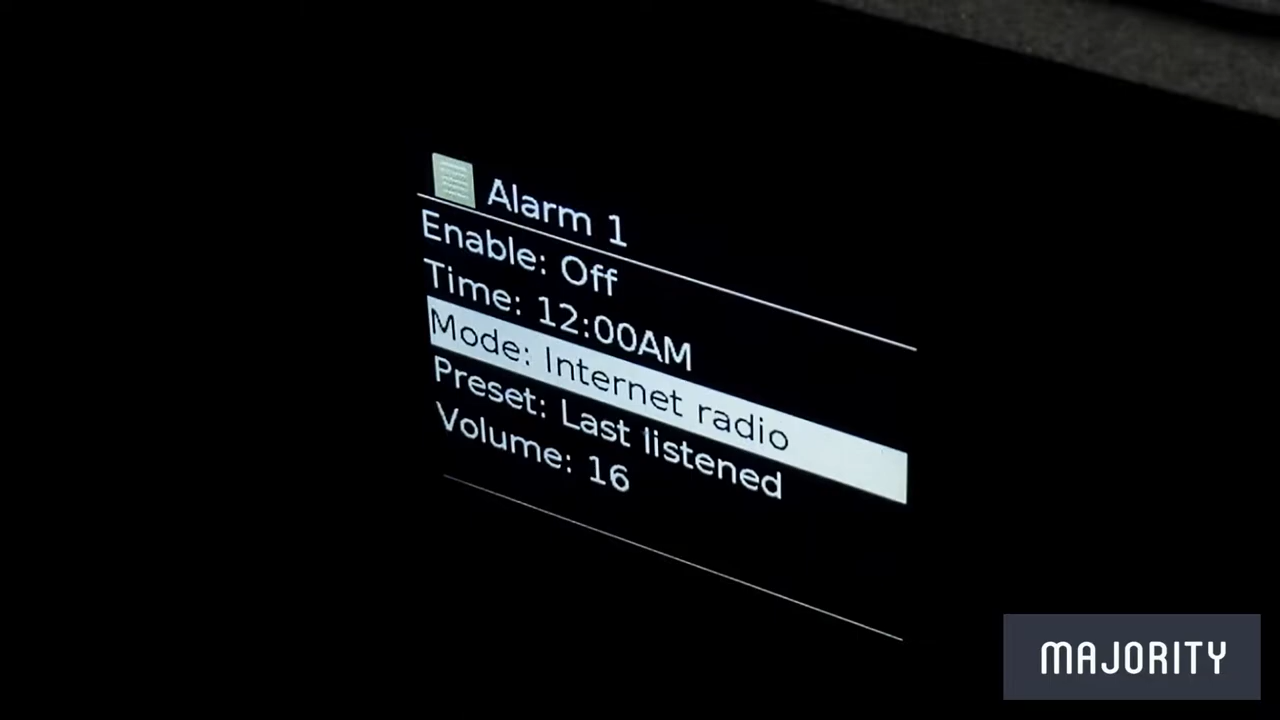 Alarm 1
Enable: Off
Time: 12:00AM
Mode: Internet radio
Preset: Last listened
Volume: 16
MAJORITY